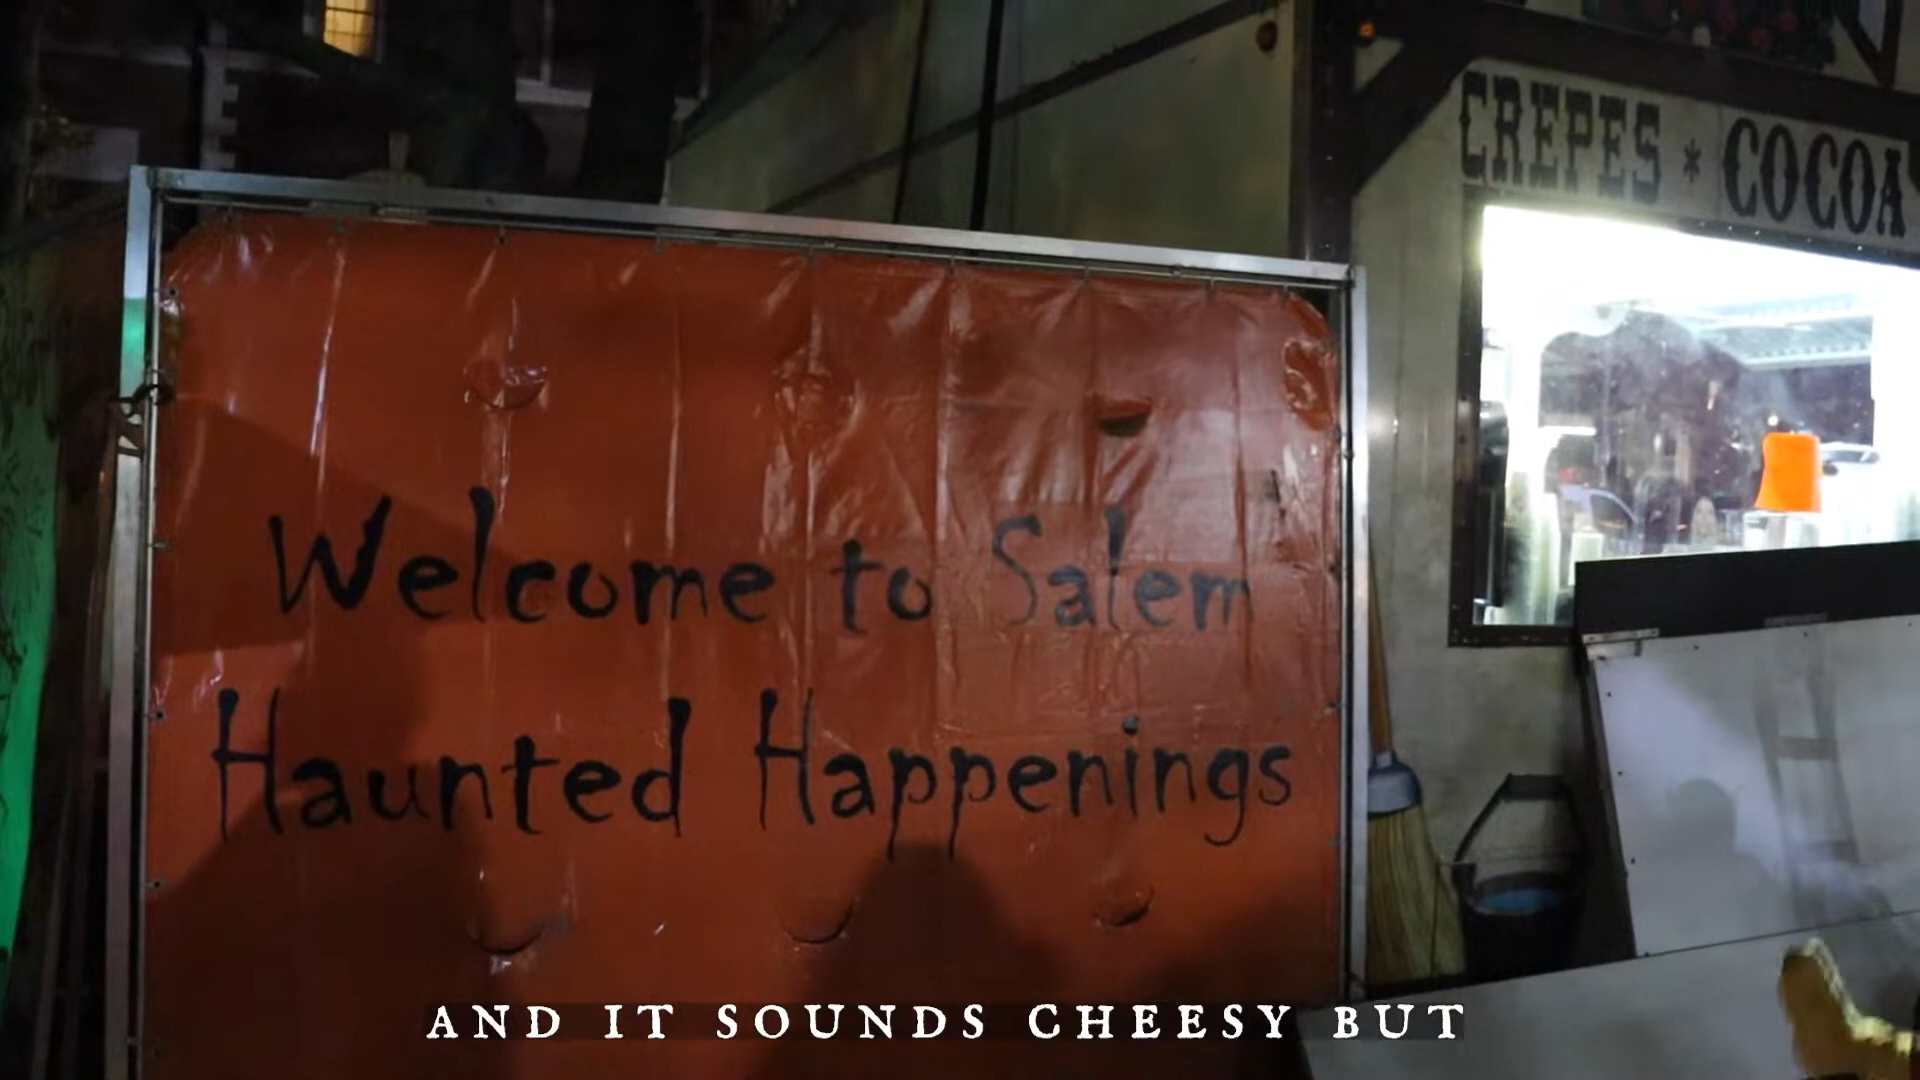 CREPES * COCOA
Welcome to Salem
Haunted Happenings
AND IT SOUNDS CHEESY BUT